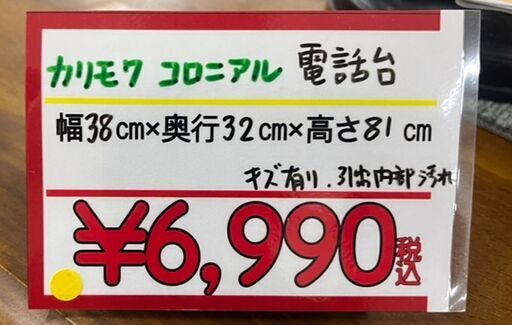 カリモク コロニアル 電話台
幅38cm×奥行32cm×高さ81cm
キズ有り.引出内部汚れ
¥6,990税込